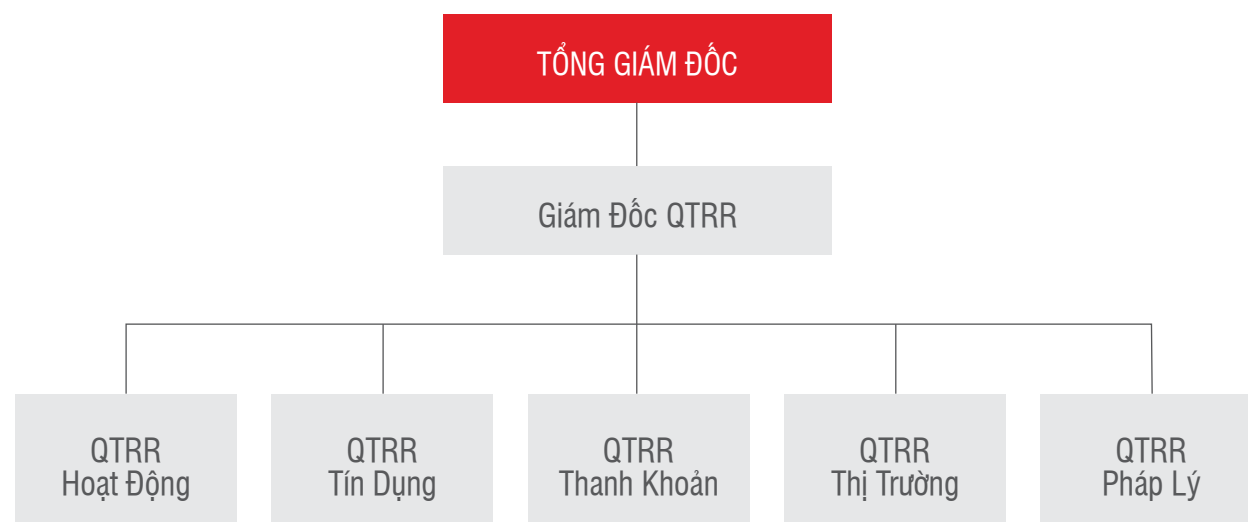 TỔNG GIÁM ĐỐC
Giám Đốc QTRR
QTRR
Hoạt Động
QTRR
Tín Dụng
QTRR
Thanh Khoản
QTRR
Thị Trường
QTRR
Pháp Lý